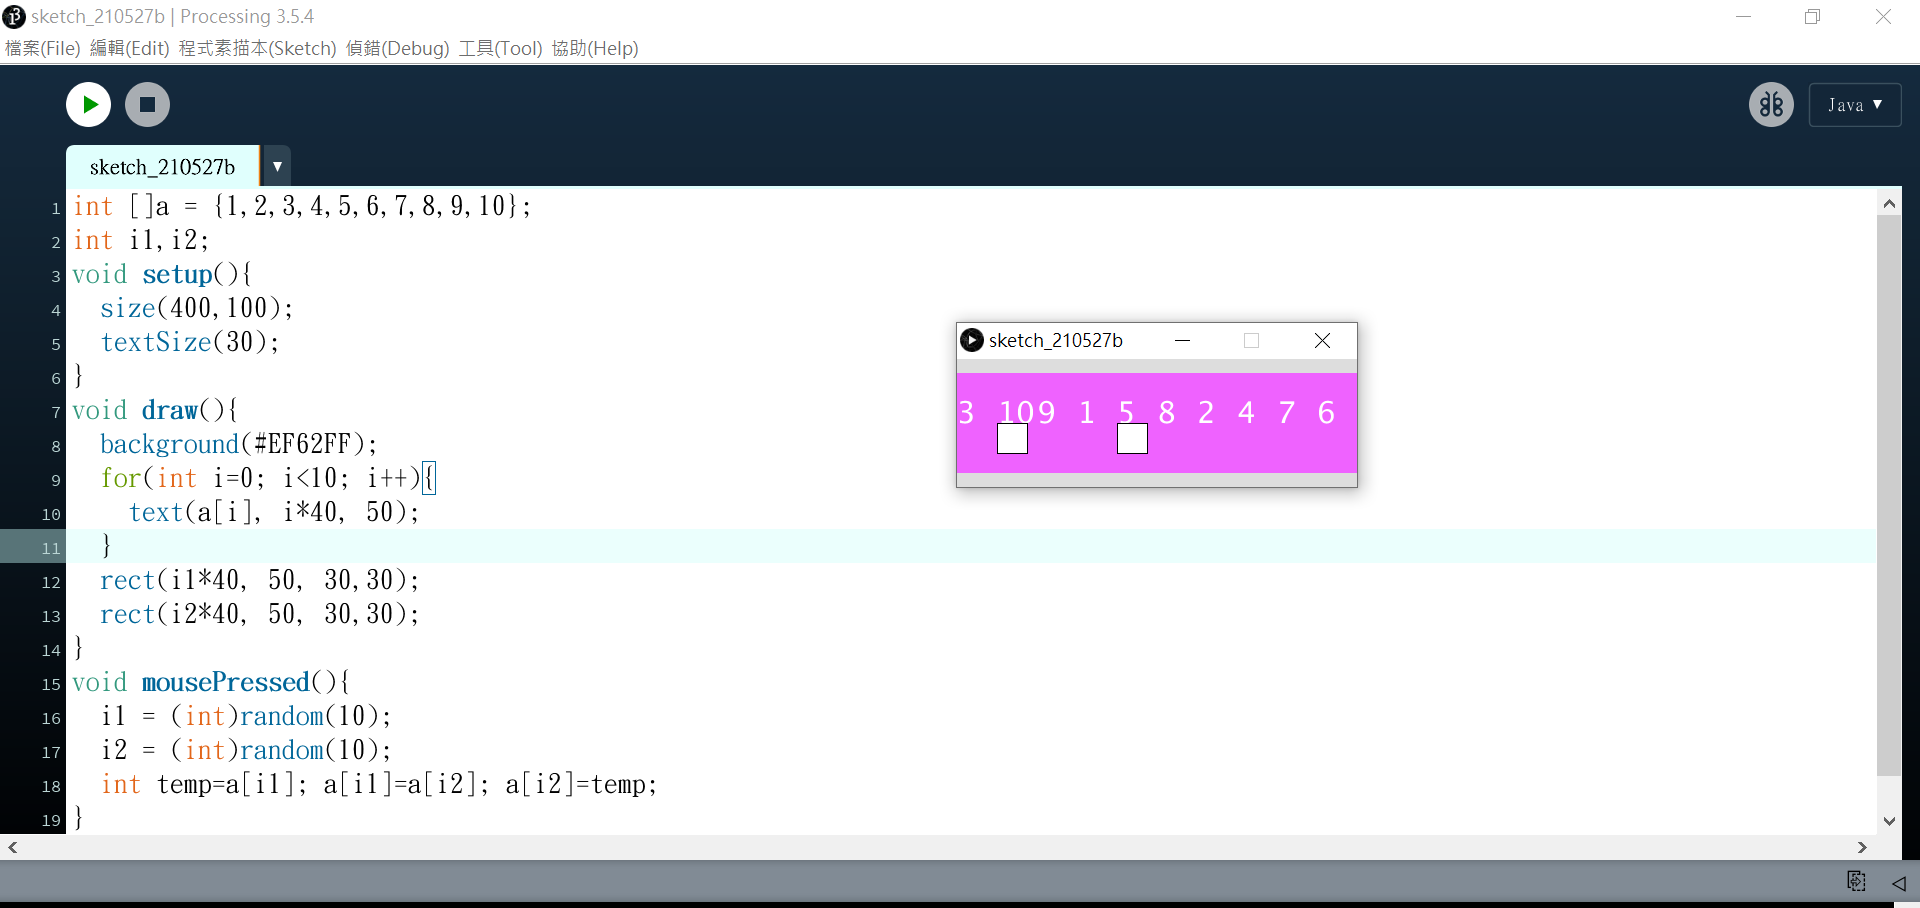 sketch_210527b | Processing 3.5.4
檔案(File) 編輯(Edit) 程式素描本(Sketch) 偵錯(Debug) 工具(Tool) 協助(Help)
Java ▼
sketch_210527b ▼
1 int []a = {1,2,3,4,5,6,7,8,9,10};
2 int i1,i2;
3 void setup(){
4   size(400,100);
5   textSize(30);
6 }
7 void draw(){
8   background(#EF62FF);
9   for(int i=0; i<10; i++){
10     text(a[i], i*40, 50);
11   }
12   rect(i1*40, 50, 30,30);
13   rect(i2*40, 50, 30,30);
14 }
15 void mousePressed(){
16   i1 = (int)random(10);
17   i2 = (int)random(10);
18   int temp=a[i1]; a[i1]=a[i2]; a[i2]=temp;
19 }
sketch_210527b
3 10 9 1 5 8 2 4 7 6